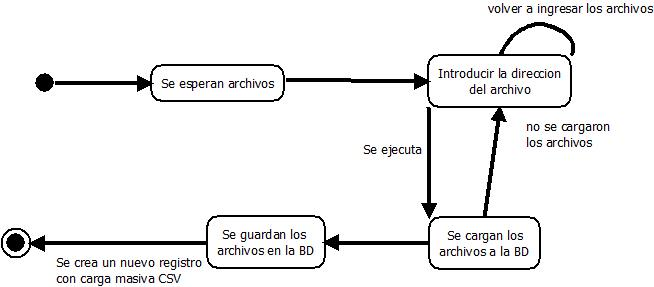 volver a ingresar los archivos
Se esperan archivos
Introducir la direccion
del archivo
no se cargaron
los archivos
Se ejecuta
Se guardan los
archivos en la BD
Se cargan los
archivos a la BD
Se crea un nuevo registro
con carga masiva CSV